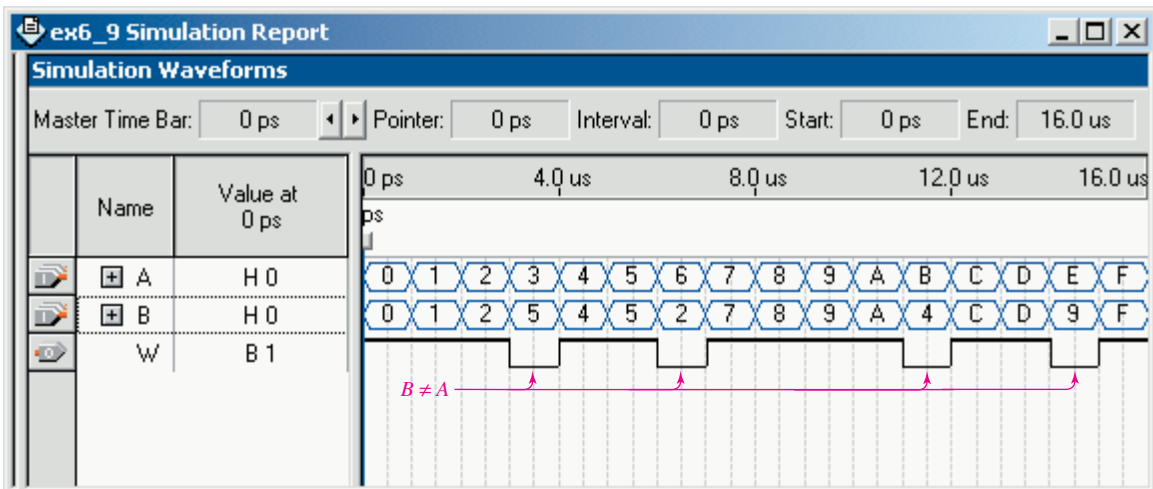 ex6_9 Simulation Report
Simulation Waveforms
Master Time Bar: 0 ps Pointer: 0 ps Interval: 0 ps Start: 0 ps End: 16.0 us
Name Value at 0 ps
0 ps 4.0 us 8.0 us 12.0 us 16.0 us
ps
A H 0 0 1 2 3 4 5 6 7 8 9 A B C D E F
B H 0 0 1 2 5 4 5 2 7 8 9 A 4 C D 9 F
W B 1
B ≠ A